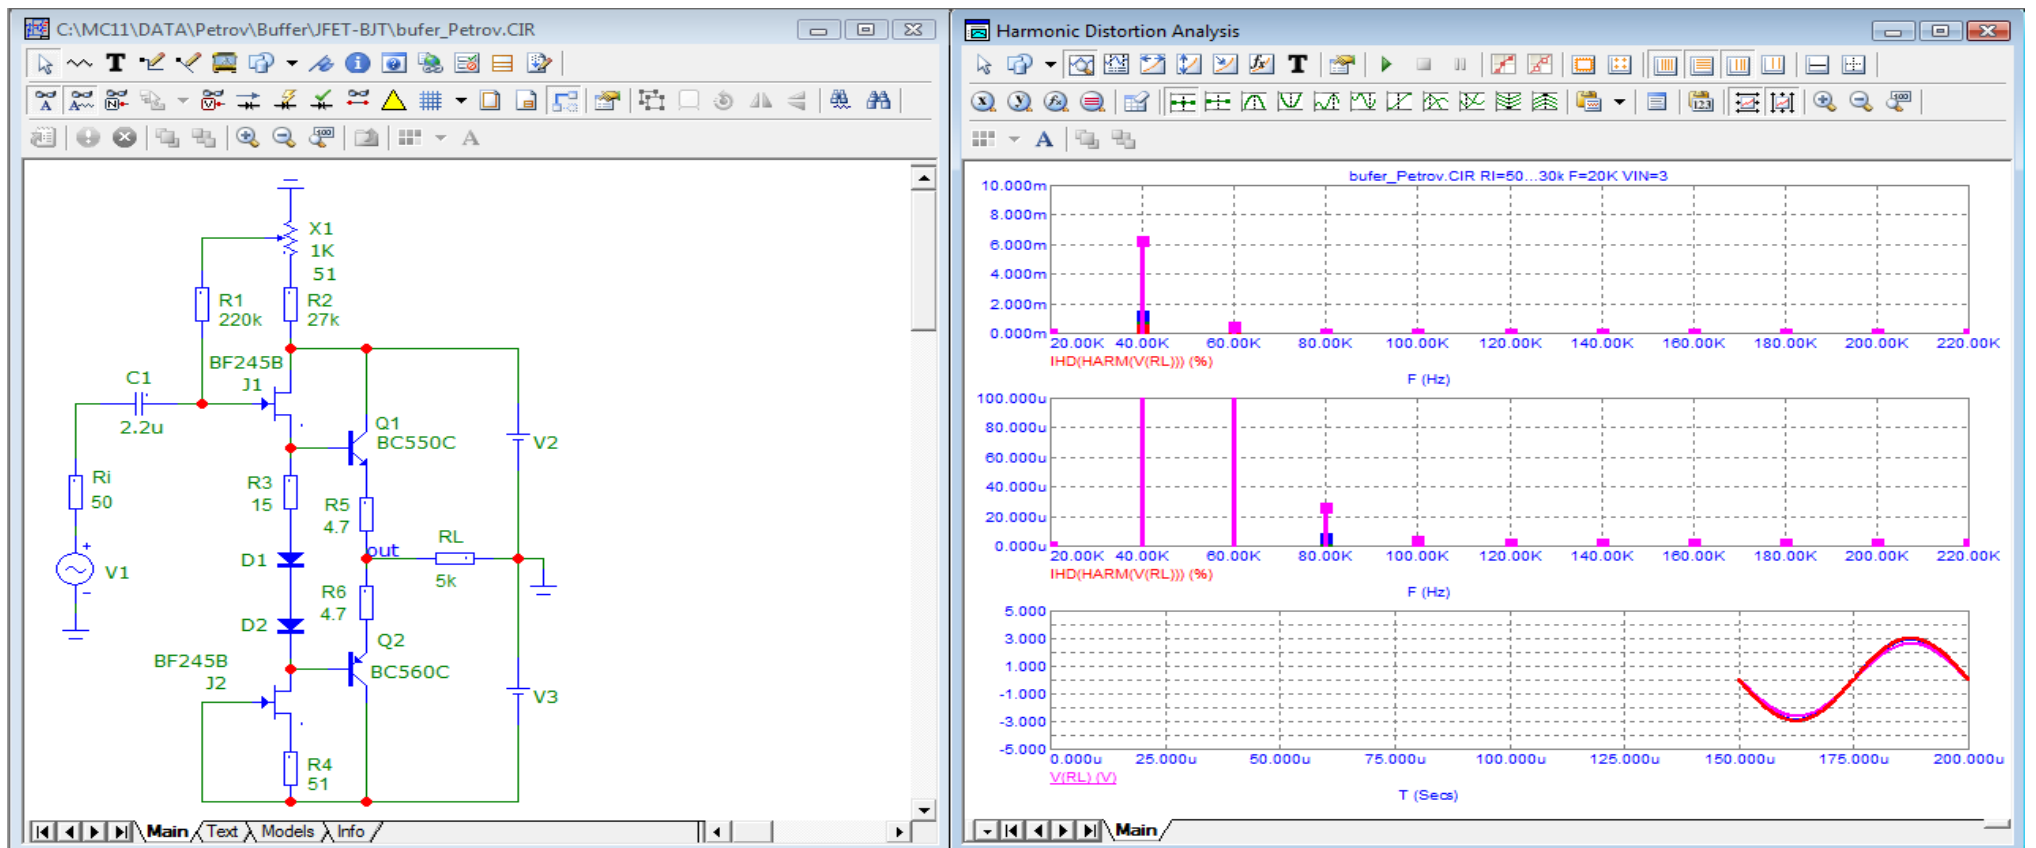 C:\MC11\DATA\Petrov\Buffer\JFET-BJT\bufer_Petrov.CIR
X1
1K
51
R1
220k
R2
27k
BF245B
J1
C1
2.2u
Q1
BC550C
V2
Ri
50
R3
15
R5
4.7
out
RL
5k
D1
V1
R6
4.7
D2
Q2
BC560C
BF245B
J2
V3
R4
51
Main Text Models Info
Harmonic Distortion Analysis
bufer_Petrov.CIR RI=50...30k F=20K VIN=3
10.000m
8.000m
6.000m
4.000m
2.000m
0.000m
20.00K 40.00K 60.00K 80.00K 100.00K 120.00K 140.00K 160.00K 180.00K 200.00K 220.00K
IHD(HARM(V(RL))) (%)
F (Hz)
100.000u
80.000u
60.000u
40.000u
20.000u
0.000u
20.00K 40.00K 60.00K 80.00K 100.00K 120.00K 140.00K 160.00K 180.00K 200.00K 220.00K
IHD(HARM(V(RL))) (%)
F (Hz)
5.000
3.000
1.000
-1.000
-3.000
-5.000
0.000u 25.000u 50.000u 75.000u 100.000u 125.000u 150.000u 175.000u 200.000u
V(RL) (V)
T (Secs)
Main